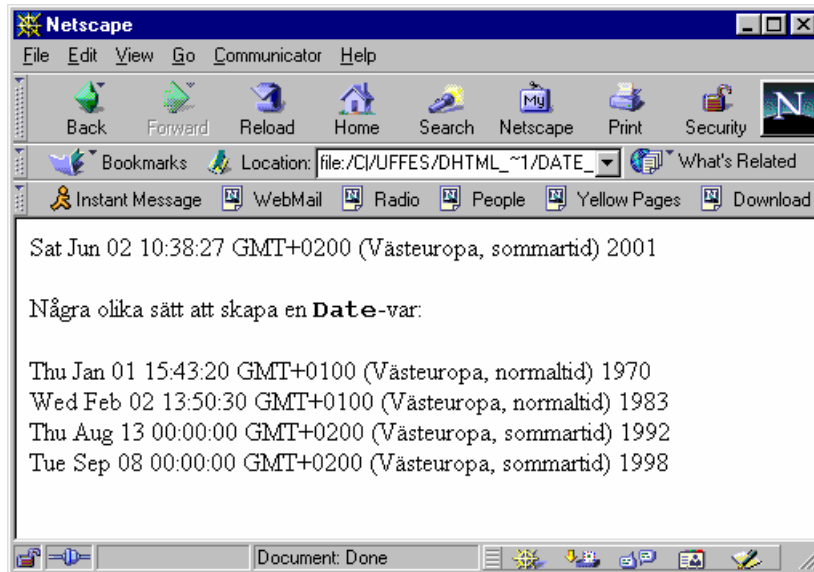 Netscape
File Edit View Go Communicator Help
Back Forward Reload Home Search Netscape Print Security
My
N
Bookmarks Location: file:/C|/UFFES/DHTML_~1/DATE_ What's Related
Instant Message WebMail Radio People Yellow Pages Download
Sat Jun 02 10:38:27 GMT+0200 (Västeuropa, sommartid) 2001
Några olika sätt att skapa en Date-var:
Thu Jan 01 15:43:20 GMT+0100 (Västeuropa, normaltid) 1970
Wed Feb 02 13:50:30 GMT+0100 (Västeuropa, normaltid) 1983
Thu Aug 13 00:00:00 GMT+0200 (Västeuropa, sommartid) 1992
Tue Sep 08 00:00:00 GMT+0200 (Västeuropa, sommartid) 1998
Document: Done